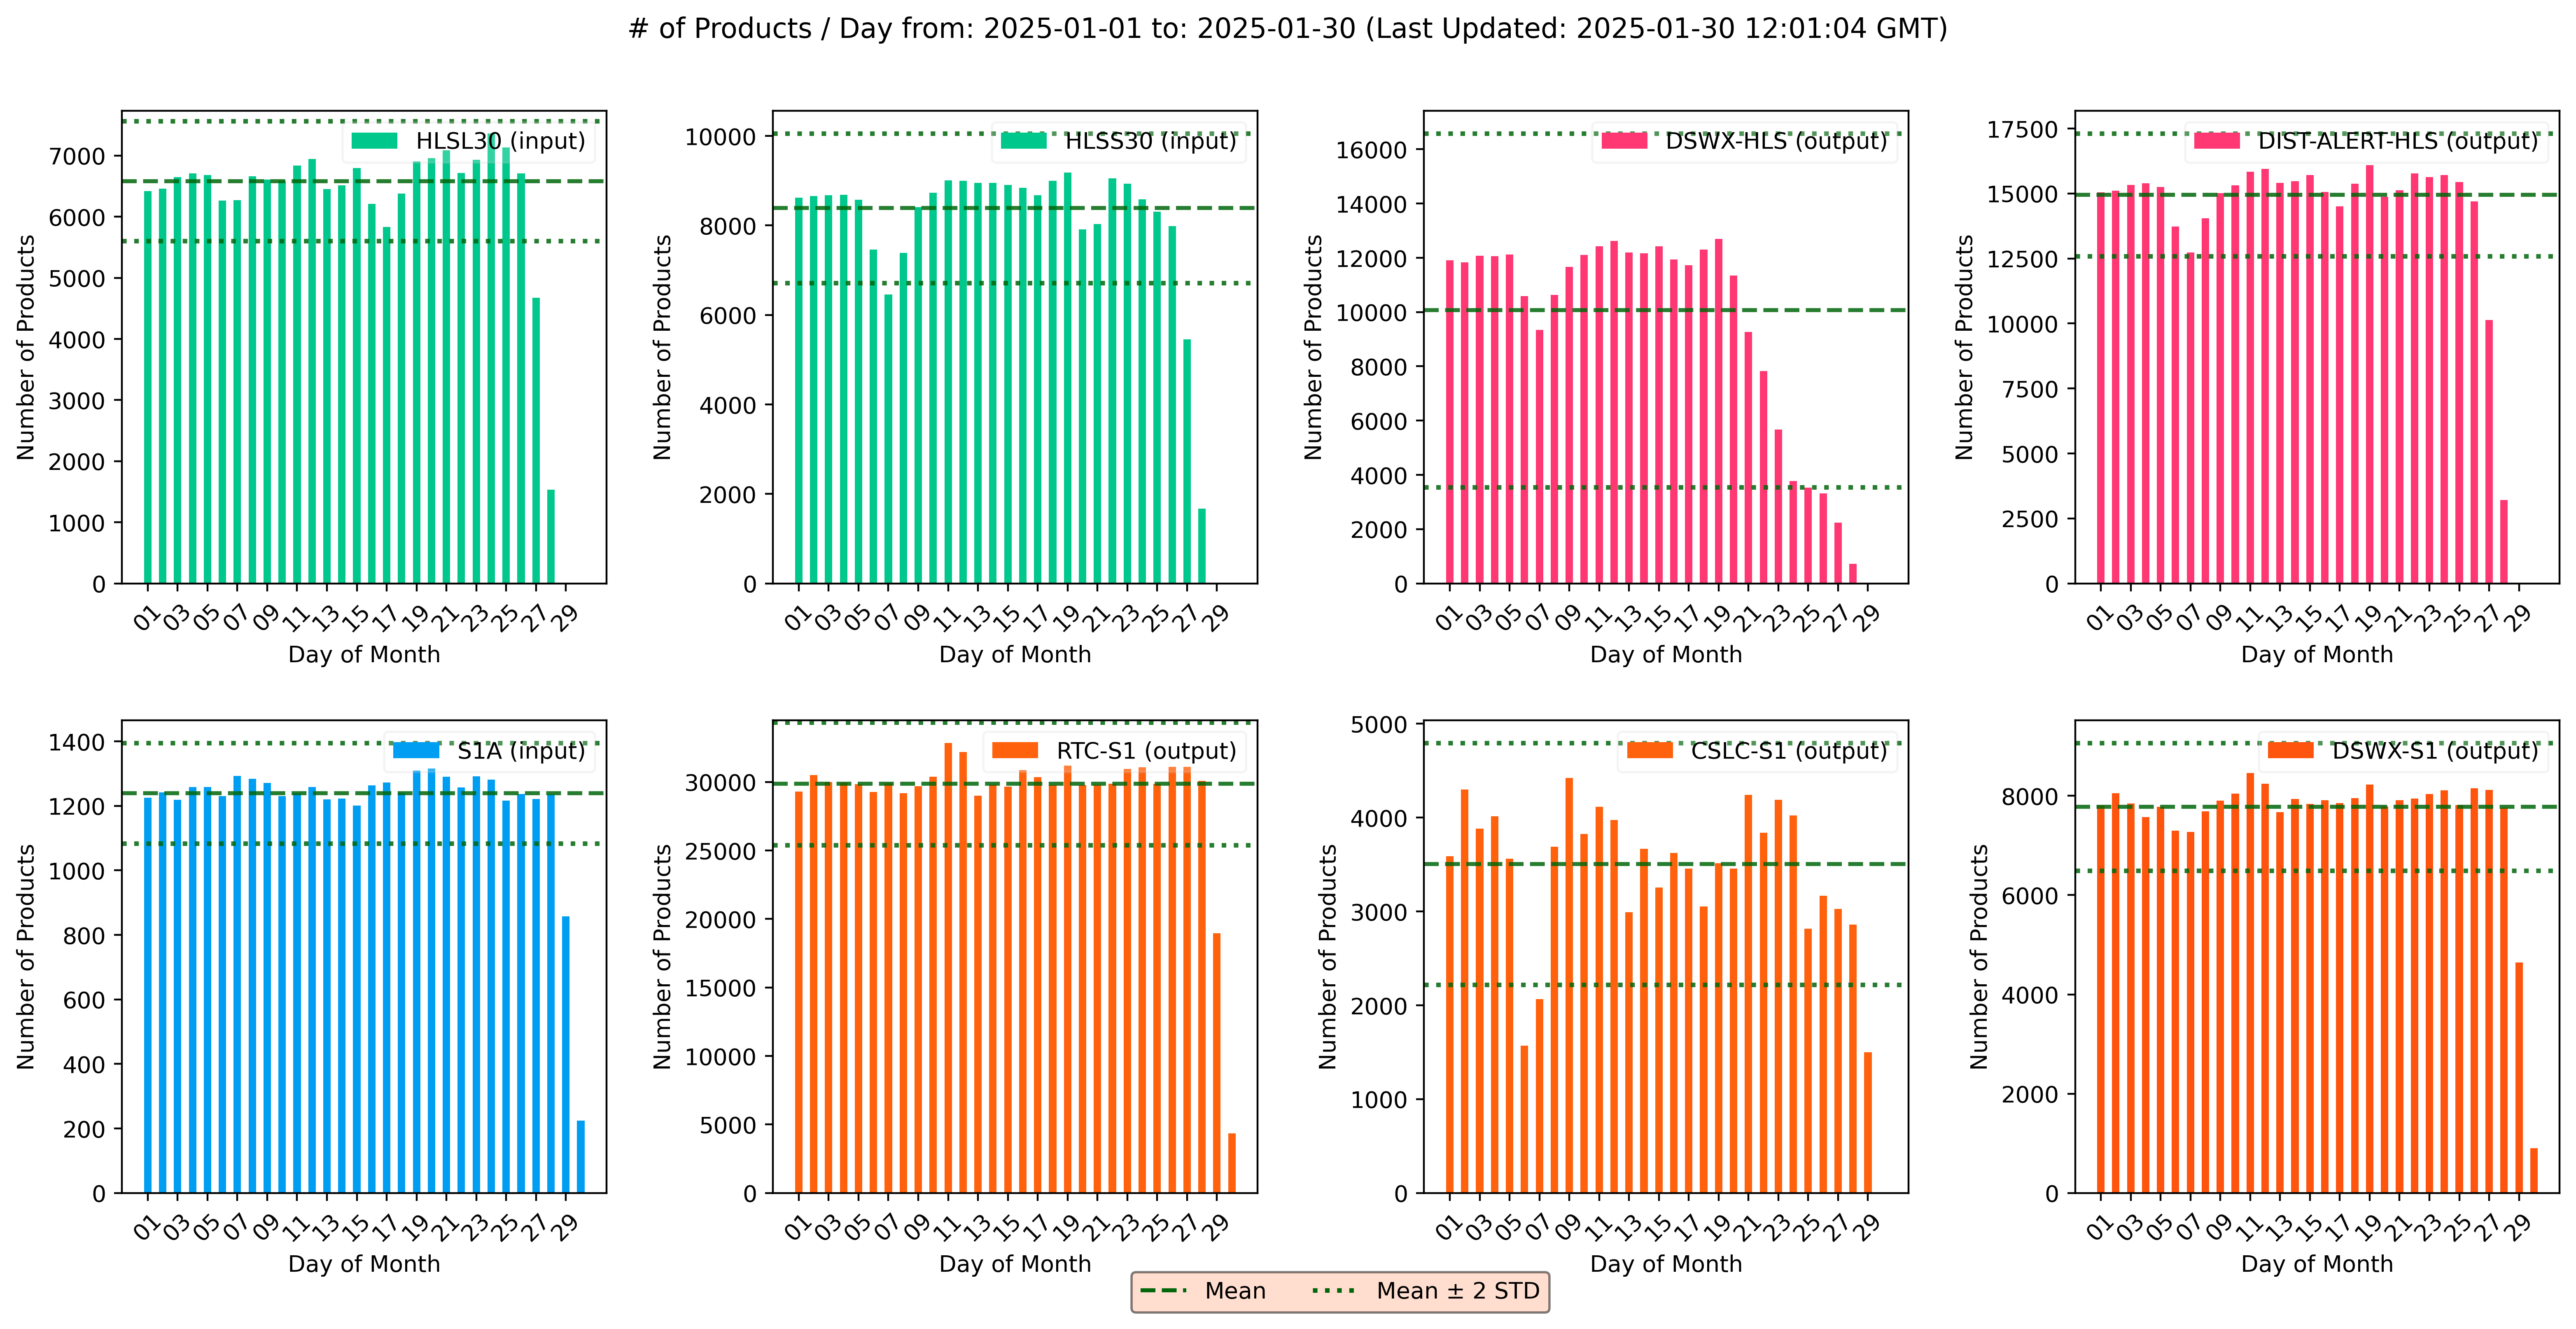 # of Products / Day from: 2025-01-01 to: 2025-01-30 (Last Updated: 2025-01-30 12:01:04 GMT)
HLSL30 (input)
Number of Products
7000
6000
5000
4000
3000
2000
1000
0
01 03 05 07 09 11 13 15 17 19 21 23 25 27 29
Day of Month
HLSS30 (input)
Number of Products
10000
8000
6000
4000
2000
0
01 03 05 07 09 11 13 15 17 19 21 23 25 27 29
Day of Month
DSWX-HLS (output)
Number of Products
16000
14000
12000
10000
8000
6000
4000
2000
0
01 03 05 07 09 11 13 15 17 19 21 23 25 27 29
Day of Month
DIST-ALERT-HLS (output)
Number of Products
17500
15000
12500
10000
7500
5000
2500
0
01 03 05 07 09 11 13 15 17 19 21 23 25 27 29
Day of Month
S1A (input)
Number of Products
1400
1200
1000
800
600
400
200
0
01 03 05 07 09 11 13 15 17 19 21 23 25 27 29
Day of Month
RTC-S1 (output)
Number of Products
30000
25000
20000
15000
10000
5000
0
01 03 05 07 09 11 13 15 17 19 21 23 25 27 29
Day of Month
CSLC-S1 (output)
Number of Products
5000
4000
3000
2000
1000
0
01 03 05 07 09 11 13 15 17 19 21 23 25 27 29
Day of Month
DSWX-S1 (output)
Number of Products
8000
6000
4000
2000
0
01 03 05 07 09 11 13 15 17 19 21 23 25 27 29
Day of Month
Mean
Mean ± 2 STD